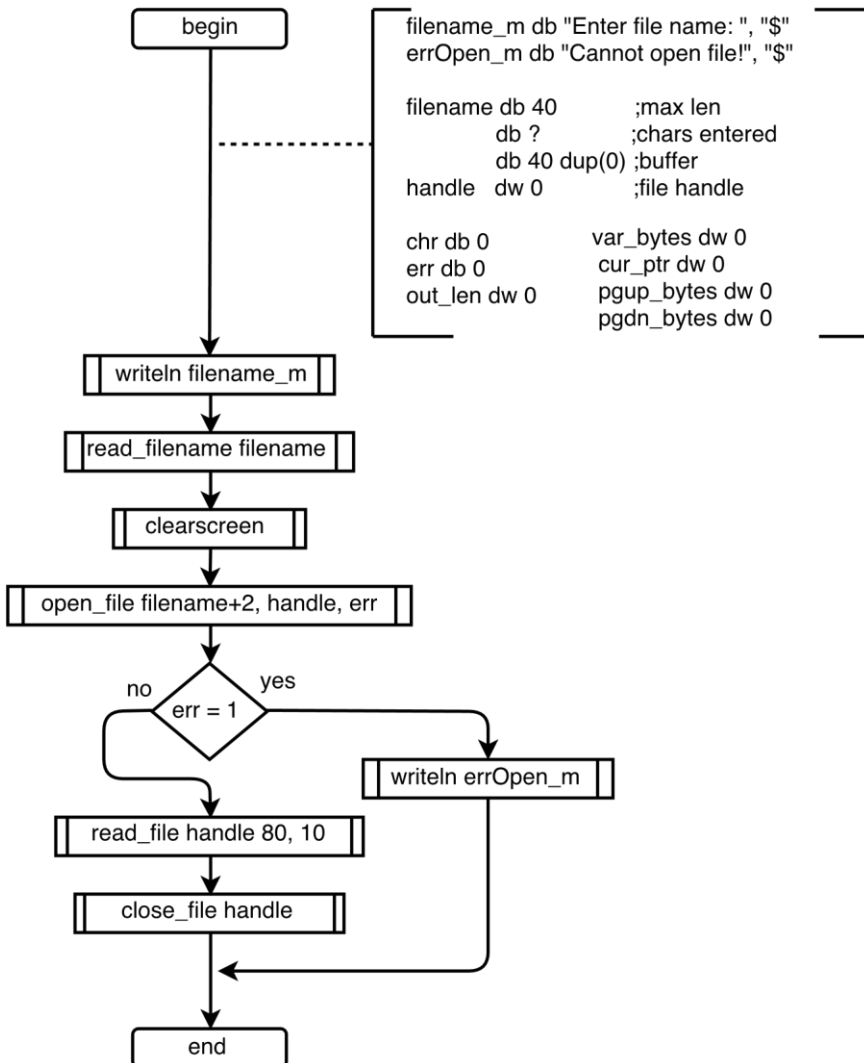 begin
filename_m db "Enter file name: ", "$"
errOpen_m db "Cannot open file!", "$"
filename db 40 ;max len
db ? ;chars entered
db 40 dup(0) ;buffer
handle dw 0 ;file handle
chr db 0 var_bytes dw 0
err db 0 cur_ptr dw 0
out_len dw 0 pgup_bytes dw 0
pgdn_bytes dw 0
writeln filename_m
read_filename filename
clearscreen
open_file filename+2, handle, err
no yes
err = 1
writeln errOpen_m
read_file handle 80, 10
close_file handle
end